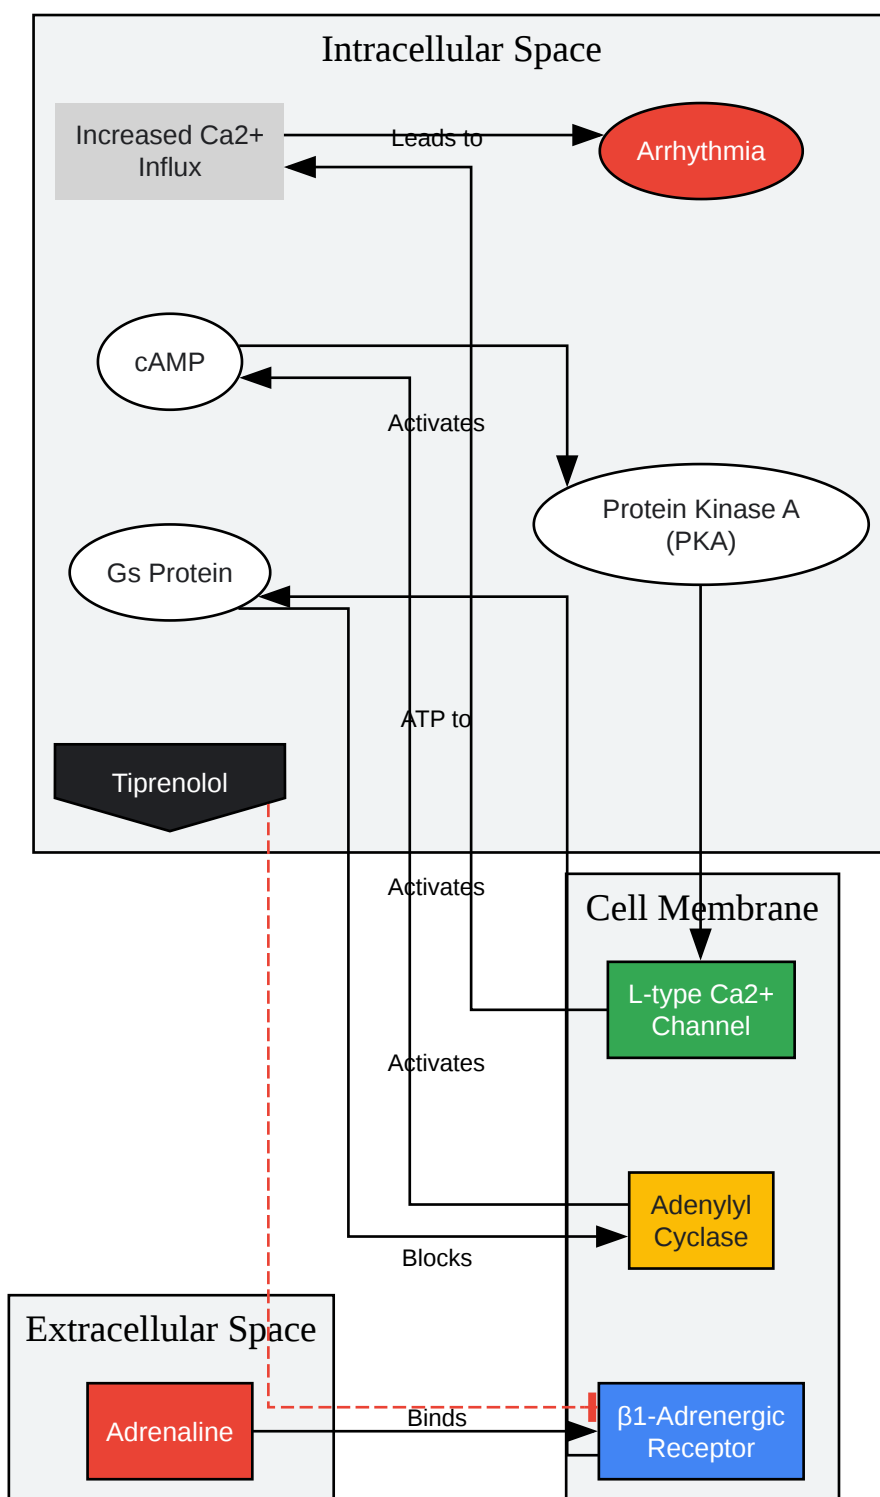 Intracellular Space
Increased Ca2+
Influx
Leads to
Arrhythmia
cAMP
Activates
Protein Kinase A
(PKA)
Gs Protein
ATP to
Tiprenolol
Activates
Cell Membrane
L-type Ca2+
Channel
Activates
Adenylyl
Cyclase
Blocks
Extracellular Space
Adrenaline
Binds
β1-Adrenergic
Receptor